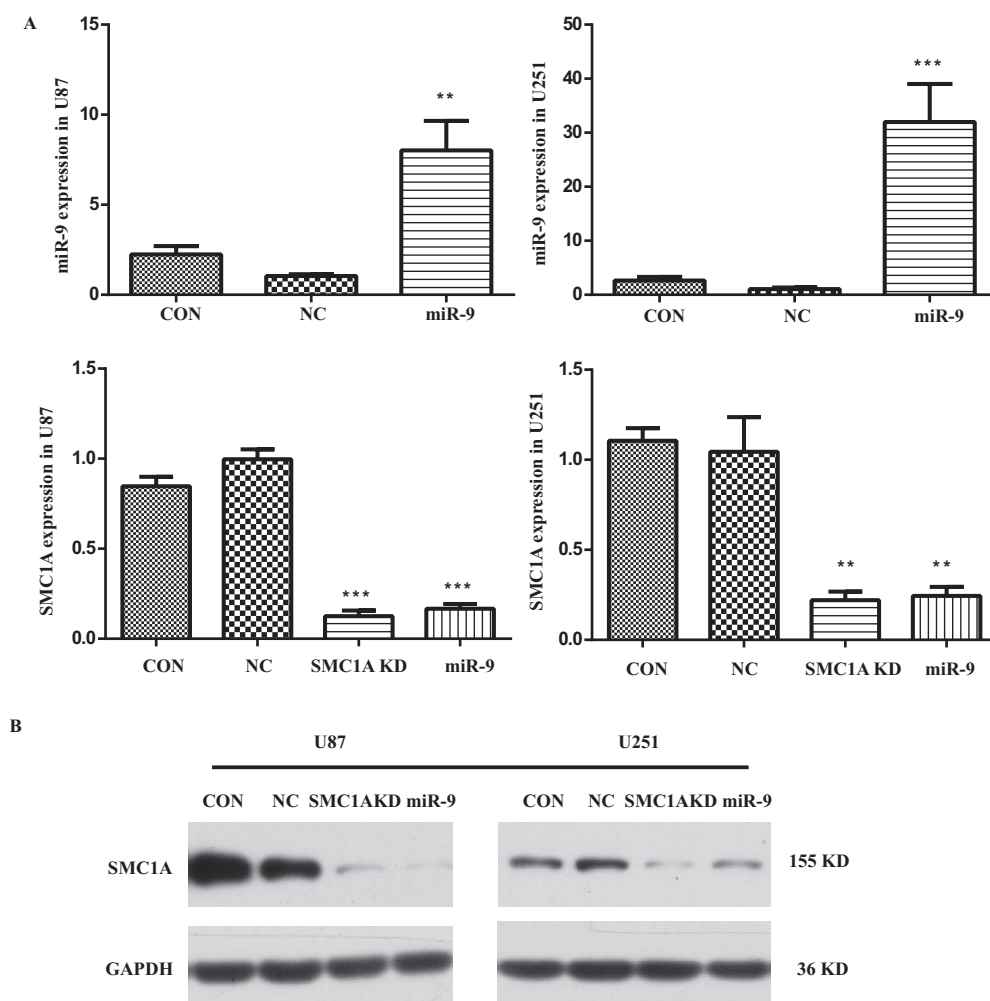 A
miR-9 expression in U87
15
10
5
0
**
CON NC miR-9
miR-9 expression in U251
50
40
30
20
10
0
***
CON NC miR-9
SMC1A expression in U87
1.5
1.0
0.5
0.0
*** ***
CON NC SMC1A KD miR-9
SMC1A expression in U251
1.5
1.0
0.5
0.0
** **
CON NC SMC1A KD miR-9
B
U87 U251
CON NC SMC1AKD miR-9 CON NC SMC1AKD miR-9
SMC1A 155 KD
GAPDH 36 KD